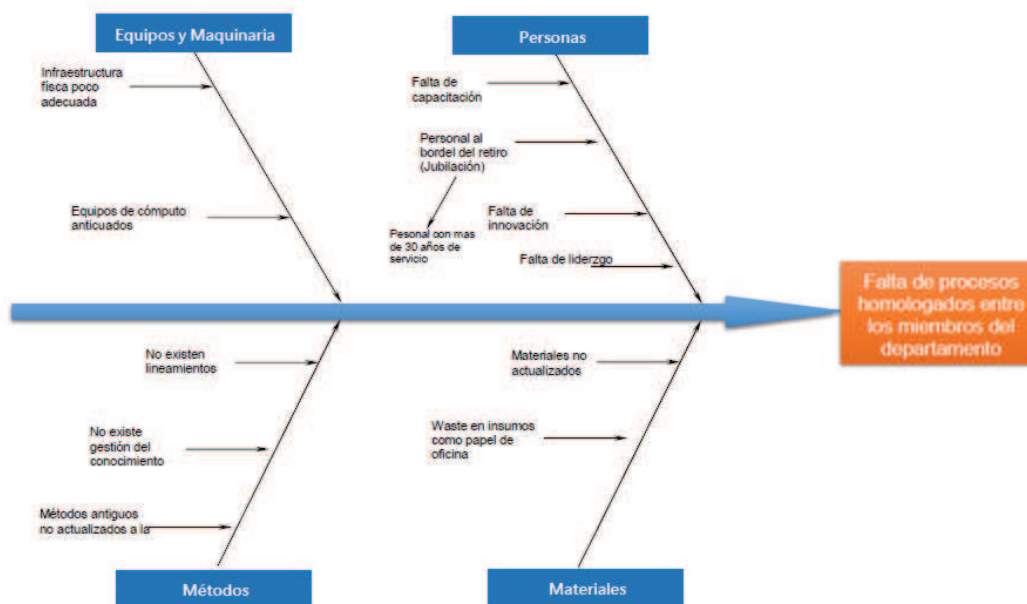 Equipos y Maquinaria
Personas
Infraestructura
físca poco
adecuada
Falta de
capacitación
Personal al
bordel del retiro
(Jubilación)
Equipos de cómputo
anticuados
Falta de
innovación
Pesonal con mas
de 30 años de
servicio
Falta de liderzgo
Falta de procesos
homologados entre
los miembros del
departamento
No existen
lineamientos
Materiales no
actualizados
No existe
gestión del
conocimiento
Waste en insumos
como papel de
oficina
Métodos antiguos
no actualizados a la
Métodos
Materiales